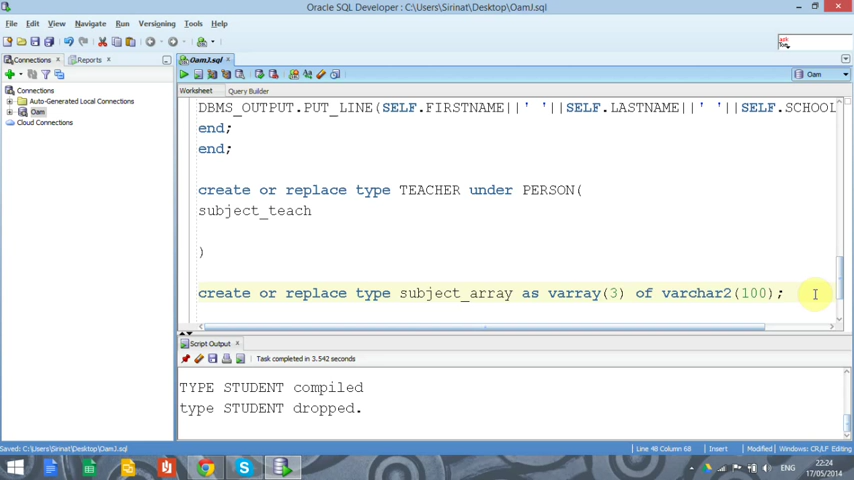 Oracle SQL Developer : C:\Users\Sirinat\Desktop\OamJ.sql
File Edit View Navigate Run Versioning Tools Help
Connections Reports OamJ.sql
Oam
Worksheet Query Builder
Connections
Auto-Generated Local Connections
Oam
Cloud Connections
DBMS_OUTPUT.PUT_LINE(SELF.FIRSTNAME||' '||SELF.LASTNAME||' '||SELF.SCHOOL
end;
end;
create or replace type TEACHER under PERSON(
subject_teach
)
create or replace type subject_array as varray(3) of varchar2(100);
Script Output
Task completed in 3.542 seconds
TYPE STUDENT compiled
type STUDENT dropped.
Saved: C:\Users\Sirinat\Desktop\OamJ.sql Line 48 Column 68 Insert Modified Windows: CR/LF Editing
ENG 22:24
17/05/2014